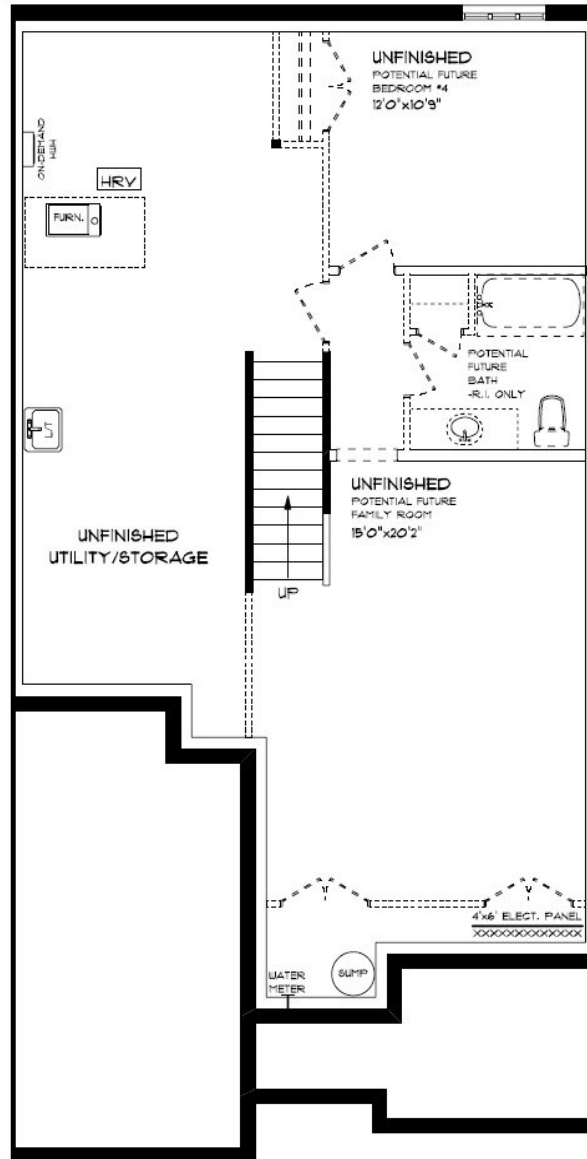 UNFINISHED
POTENTIAL FUTURE
BEDROOM #4
12'0"x10'9"
ON-DEMAND
HWH
HRV
FURN.
POTENTIAL
FUTURE
BATH
-R.I. ONLY
LT
UNFINISHED
POTENTIAL FUTURE
FAMILY ROOM
15'0"x20'2"
UNFINISHED
UTILITY/STORAGE
UP
4'x6' ELECT. PANEL
XXXXXXXXXXXXX
WATER
METER
SUMP